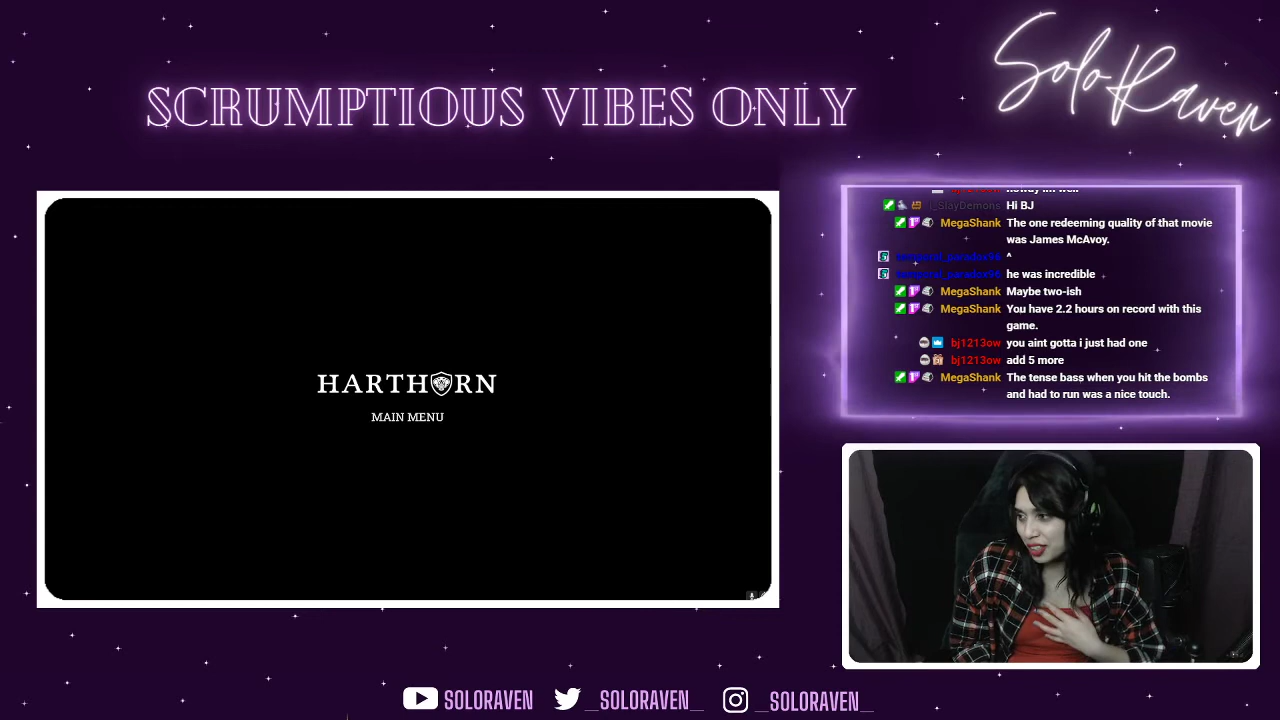 SoloRaven
SCRUMPTIOUS VIBES ONLY
i_SlayDemons Hi BJ
MegaShank The one redeeming quality of that movie
was James McAvoy.
temporal_paradox96 ^
temporal_paradox96 he was incredible
MegaShank Maybe two-ish
MegaShank You have 2.2 hours on record with this
game.
bj1213ow you aint gotta i just had one
bj1213ow add 5 more
MegaShank The tense bass when you hit the bombs
and had to run was a nice touch.
HARTHORN
MAIN MENU
SOLORAVEN _SOLORAVEN_ _SOLORAVEN_